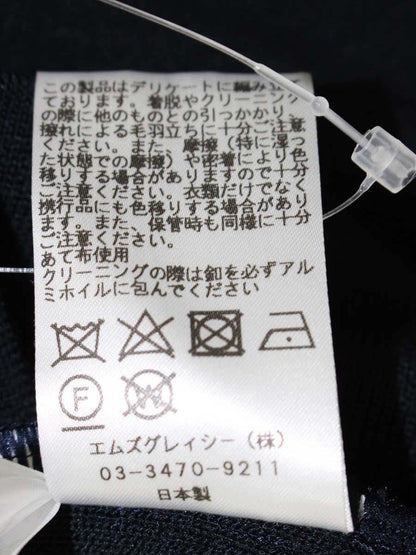 この製品はデリケートに編み立て
ております。着脱やクリーニング
の際に他のものとの引っかかり、
擦れによる毛羽立ちに十分ご注意
ください。また、摩擦（特に湿っ
た状態での摩擦）や密着により色
移りする場合がありますので十分
ご注意ください。衣類だけでなく
携行品にも色移りする場合があり
ます。また、保管時も同様に十分
ご注意ください。
あて布使用
クリーニングの際は釦を必ずアル
ミホイルに包んでください
F
W
エムズグレイシー（株）
03-3470-9211
日本製